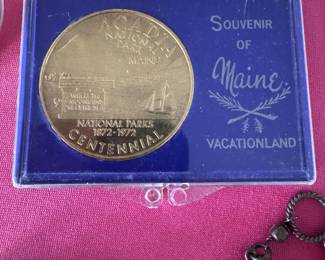 ACADIA
NATIONAL
PARK
MAINE
NATIONAL PARKS
1872-1972
CENTENNIAL
SOUVENIR
OF
Maine
VACATIONLAND